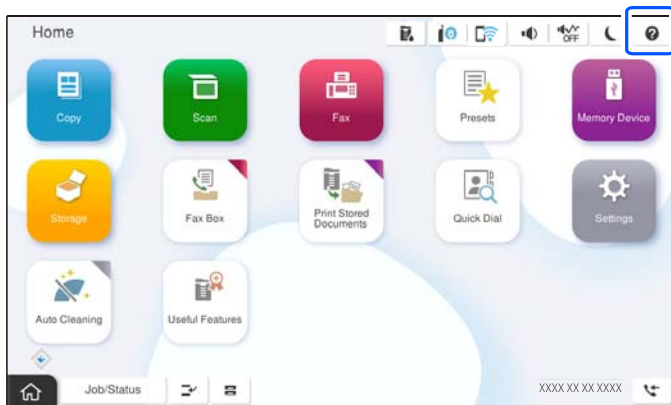 Home
OFF
?
Copy
Scan
Fax
Presets
Memory Device
Storage
Fax Box
Print Stored
Documents
Quick Dial
Settings
Auto Cleaning
Useful Features
Job/Status
XXXX XX XX XXXX